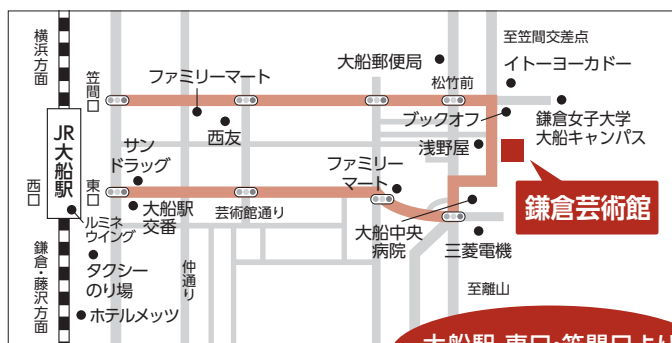 横浜方面
笠間口
ファミリーマート
西友
大船郵便局
松竹前
至笠間交差点
イトーヨーカドー
ブックオフ
鎌倉女子大学
大船キャンパス
浅野屋
JR大船駅
西口
東口
サン
ドラッグ
大船駅
交番
芸術館通り
ファミリー
マート
鎌倉芸術館
大船中央
病院
三菱電機
ルミネ
ウイング
タクシー
のり場
仲通り
至離山
鎌倉・藤沢方面
ホテルメッツ